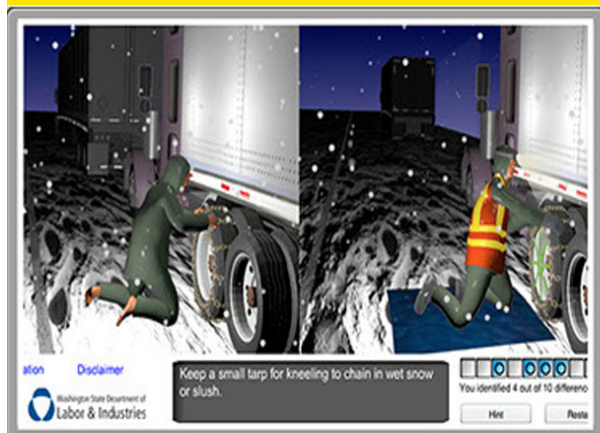 ation Disclaimer
Keep a small tarp for kneeling to chain in wet snow
or slush.
You identified 4 out of 10 differenc
Washington State Department of
Labor & Industries
Hint Resta